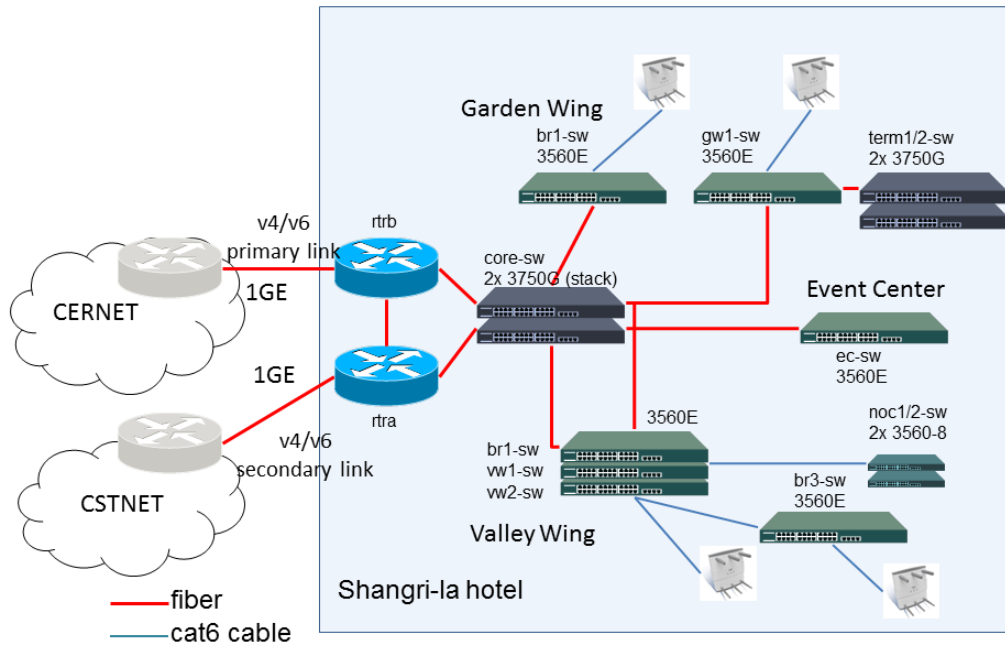 Garden Wing
br1-sw
3560E
gw1-sw
3560E
term1/2-sw
2x 3750G
v4/v6
primary link
rtrb
core-sw
2x 3750G (stack)
1GE
CERNET
Event Center
ec-sw
3560E
1GE
rtra
v4/v6
secondary link
CSTNET
3560E
br1-sw
vw1-sw
vw2-sw
noc1/2-sw
2x 3560-8
br3-sw
3560E
Valley Wing
Shangri-la hotel
fiber
cat6 cable